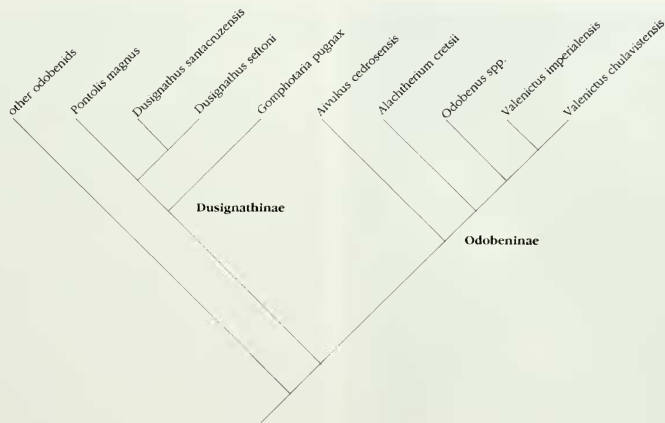 other odobenids
Pontolis magnus
Dusignathus santacruzensis
Dusignathus seftoni
Gomphotaria pugnax
Aivukus cedrosensis
Alachtherium cretsii
Odobenus spp.
Valenictus imperialensis
Valenictus chulavistensis
Dusignathinae
Odobeninae